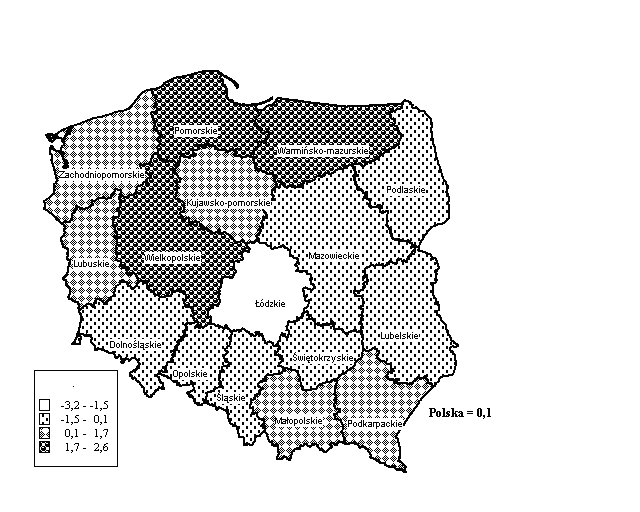 Pomorskie
Warmińsko-mazurskie
Zachodniopomorskie
Podlaskie
Kujawsko-pomorskie
Mazowieckie
Wielkopolskie
Lubuskie
Łódzkie
Lubelskie
Dolnośląskie
Świętokrzyskie
Opolskie
Śląskie
Małopolskie
Podkarpackie
Polska = 0,1
-3,2 - -1,5
-1,5 - 0,1
0,1 - 1,7
1,7 - 2,6